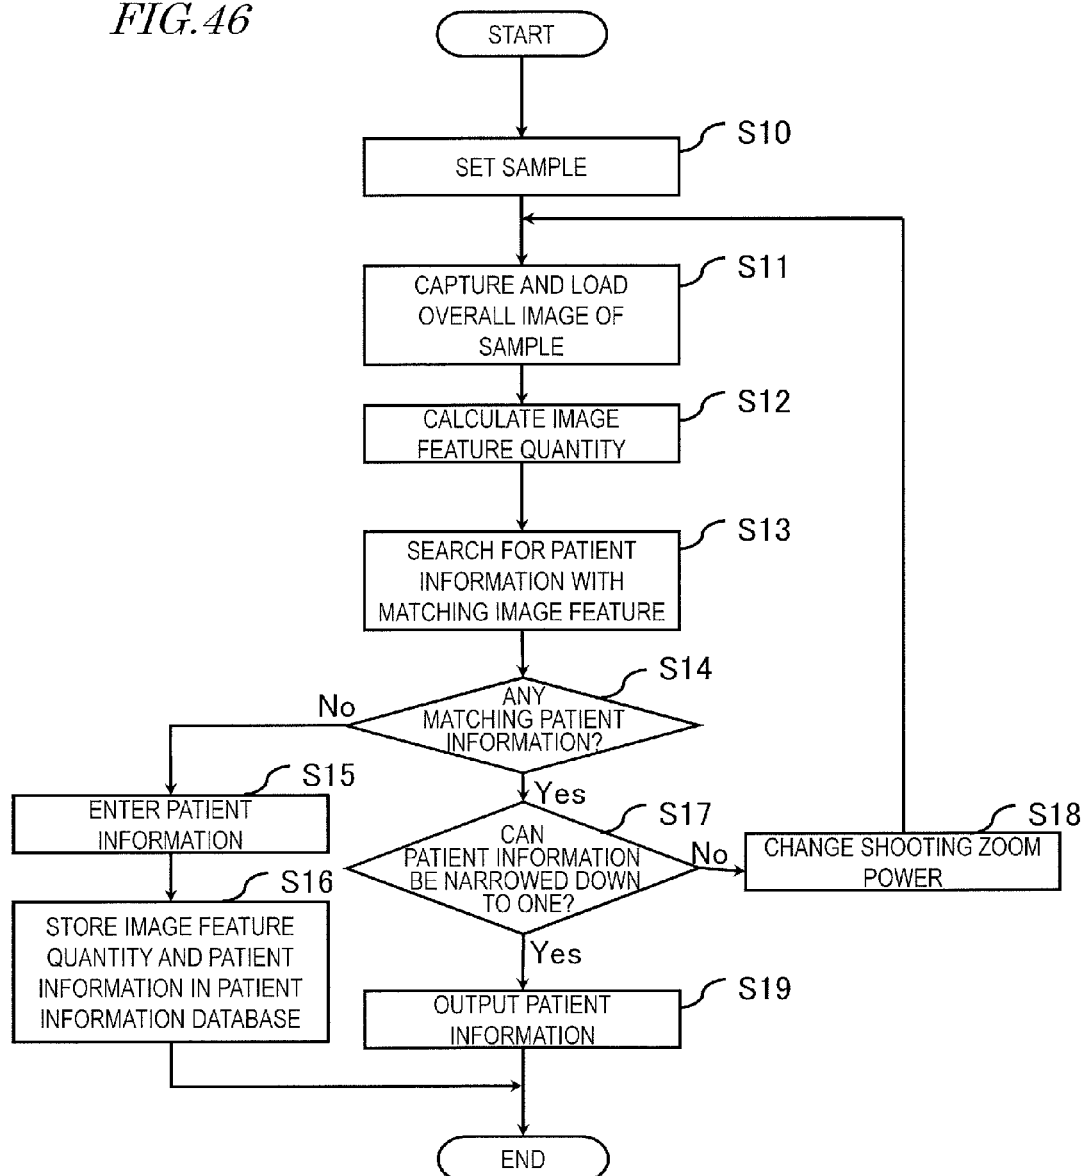 FIG.46
START
S10
SET SAMPLE
S11
CAPTURE AND LOAD
OVERALL IMAGE OF
SAMPLE
S12
CALCULATE IMAGE
FEATURE QUANTITY
S13
SEARCH FOR PATIENT
INFORMATION WITH
MATCHING IMAGE FEATURE
S14
ANY
MATCHING PATIENT
INFORMATION?
No
Yes
S15
ENTER PATIENT
INFORMATION
S16
STORE IMAGE FEATURE
QUANTITY AND PATIENT
INFORMATION IN PATIENT
INFORMATION DATABASE
S17
CAN
PATIENT INFORMATION
BE NARROWED DOWN
TO ONE?
No
Yes
S18
CHANGE SHOOTING ZOOM
POWER
S19
OUTPUT PATIENT
INFORMATION
END